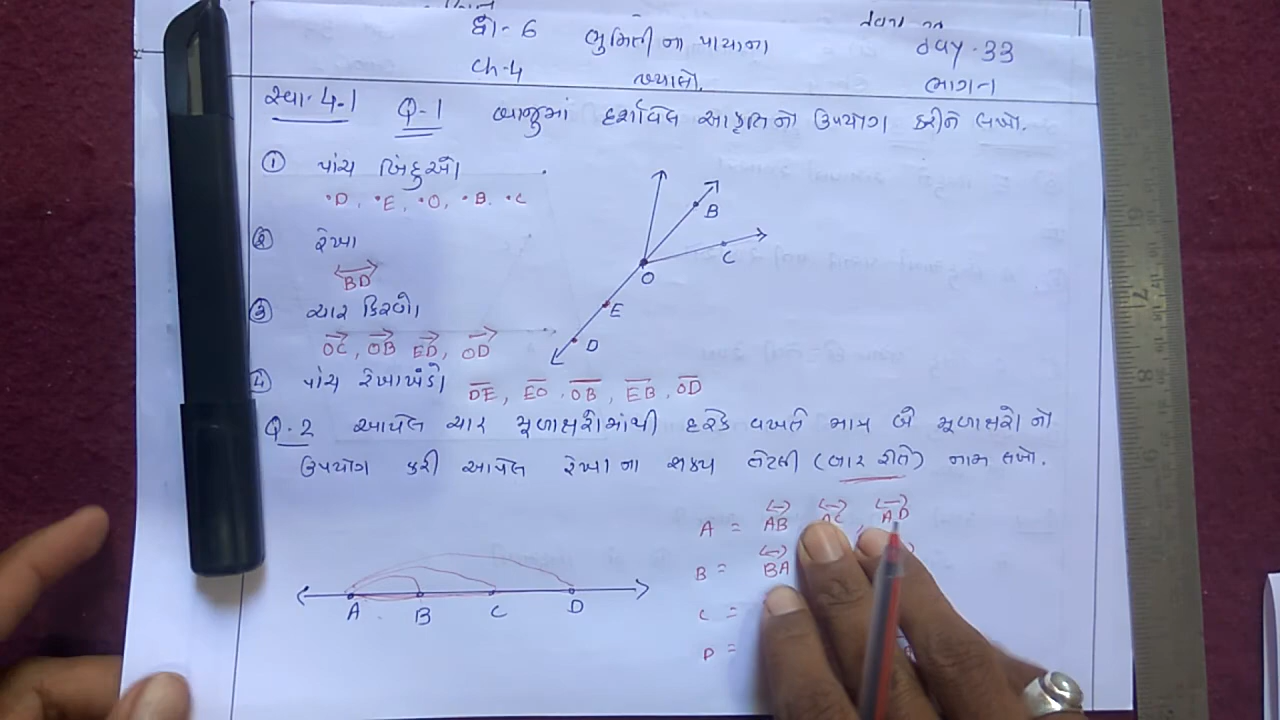 ધો- 6 ભુમિતી ના પાયાના Day-33
Ch-4 ખ્યાલો. ભાગ-૧
સ્વા. 4.1 Q-1 બાજુમાં દર્શાવેલ આકૃતિનો ઉપયોગ કરીને લખો.
① પાંચ બિંદુઓ
•D, •E, •O, •B, •C
② રેખા
BD
③ ચાર કિરણો
OC, OB ED, OD
④ પાંચ રેખાખંડો DE, EO, OB, EB, OD
B
C
O
E
D
Q-2 આપેલ ચાર મૂળાક્ષરોમાંથી દરેક વખતે માત્ર બે મૂળાક્ષરો નો
ઉપયોગ કરી આપેલ રેખા ના શક્ય તેટલી (બાર રીતે) નામ લખો.
A = AB AC, AD
B = BA
C =
D =
A B C D